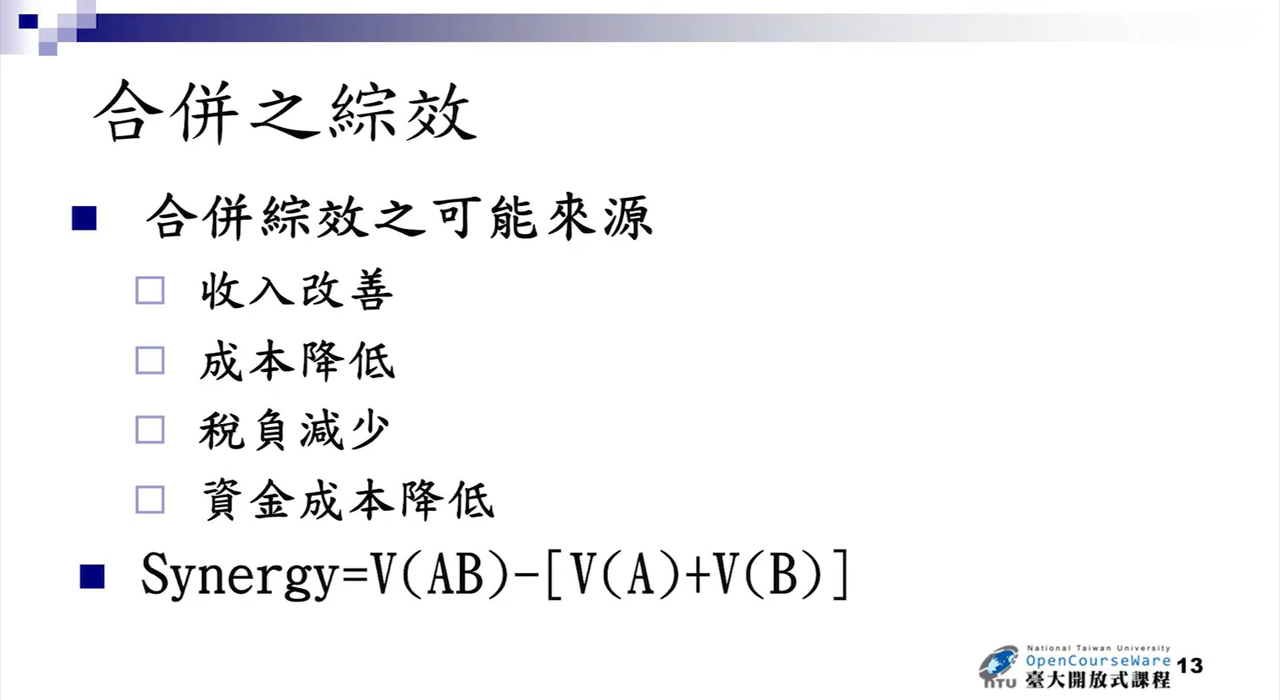 合併之綜效
合併綜效之可能來源
收入改善
成本降低
稅負減少
資金成本降低
Synergy=V(AB)-[V(A)+V(B)]
National Taiwan University
OpenCourseWare
NTU 臺大開放式課程
13